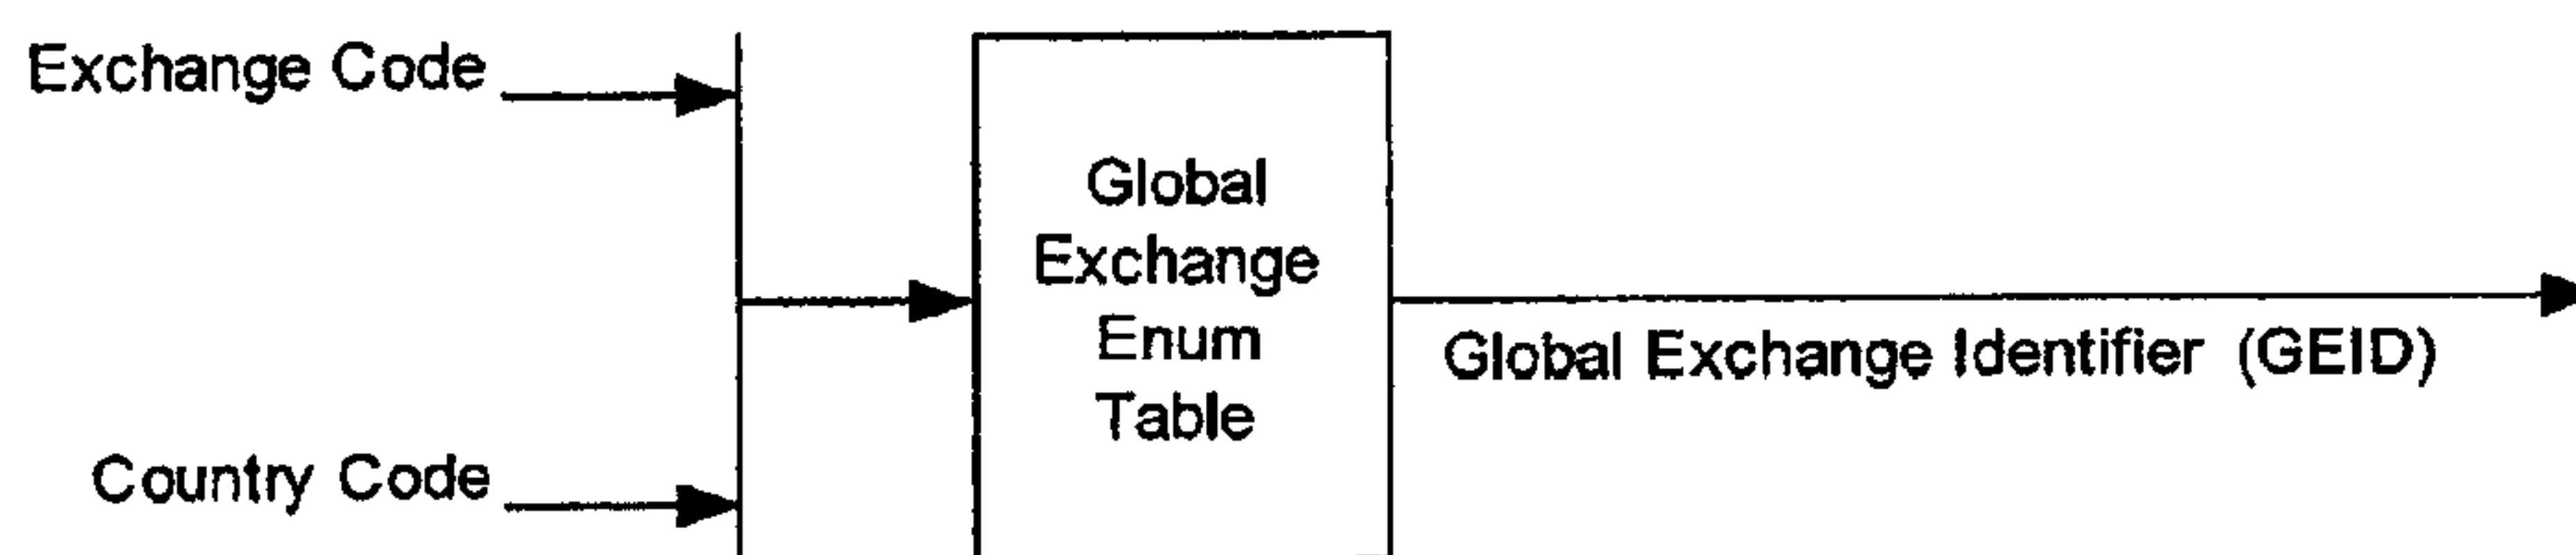 Exchange Code
Global
Exchange
Enum
Table
Global Exchange Identifier (GEID)
Country Code